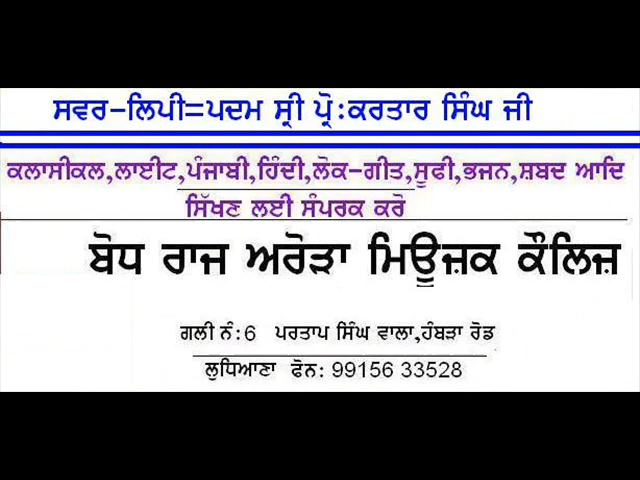 ਸਵਰ-ਲਿਪੀ=ਪਦਮ ਸ਼੍ਰੀ ਪ੍ਰੋ:ਕਰਤਾਰ ਸਿੰਘ ਜੀ
ਕਲਾਸੀਕਲ,ਲਾਈਟ,ਪੰਜਾਬੀ,ਹਿੰਦੀ,ਲੋਕ-ਗੀਤ,ਸੂਫੀ,ਭਜਨ,ਸ਼ਬਦ ਆਦਿ
ਸਿੱਖਣ ਲਈ ਸੰਪਰਕ ਕਰੋ
ਬੋਧ ਰਾਜ ਅਰੋੜਾ ਮਿਊਜ਼ਕ ਕੌਲਿਜ਼
ਗਲੀ ਨੰ:6 ਪਰਤਾਪ ਸਿੰਘ ਵਾਲਾ,ਹੰਬੜਾ ਰੋਡ
ਲੁਧਿਆਣਾ ਫੋਨ: 99156 33528